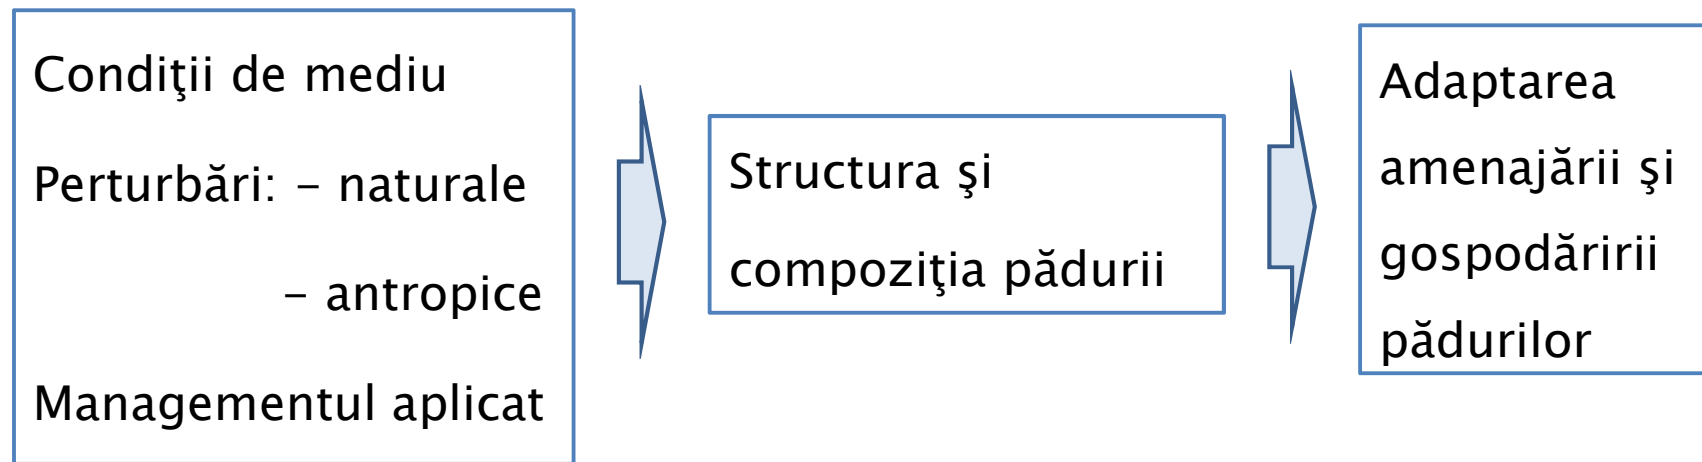 Condiţii de mediu
Perturbări: – naturale
– antropice
Managementul aplicat
Structura şi
compoziţia pădurii
Adaptarea
amenajării şi
gospodăririi
pădurilor